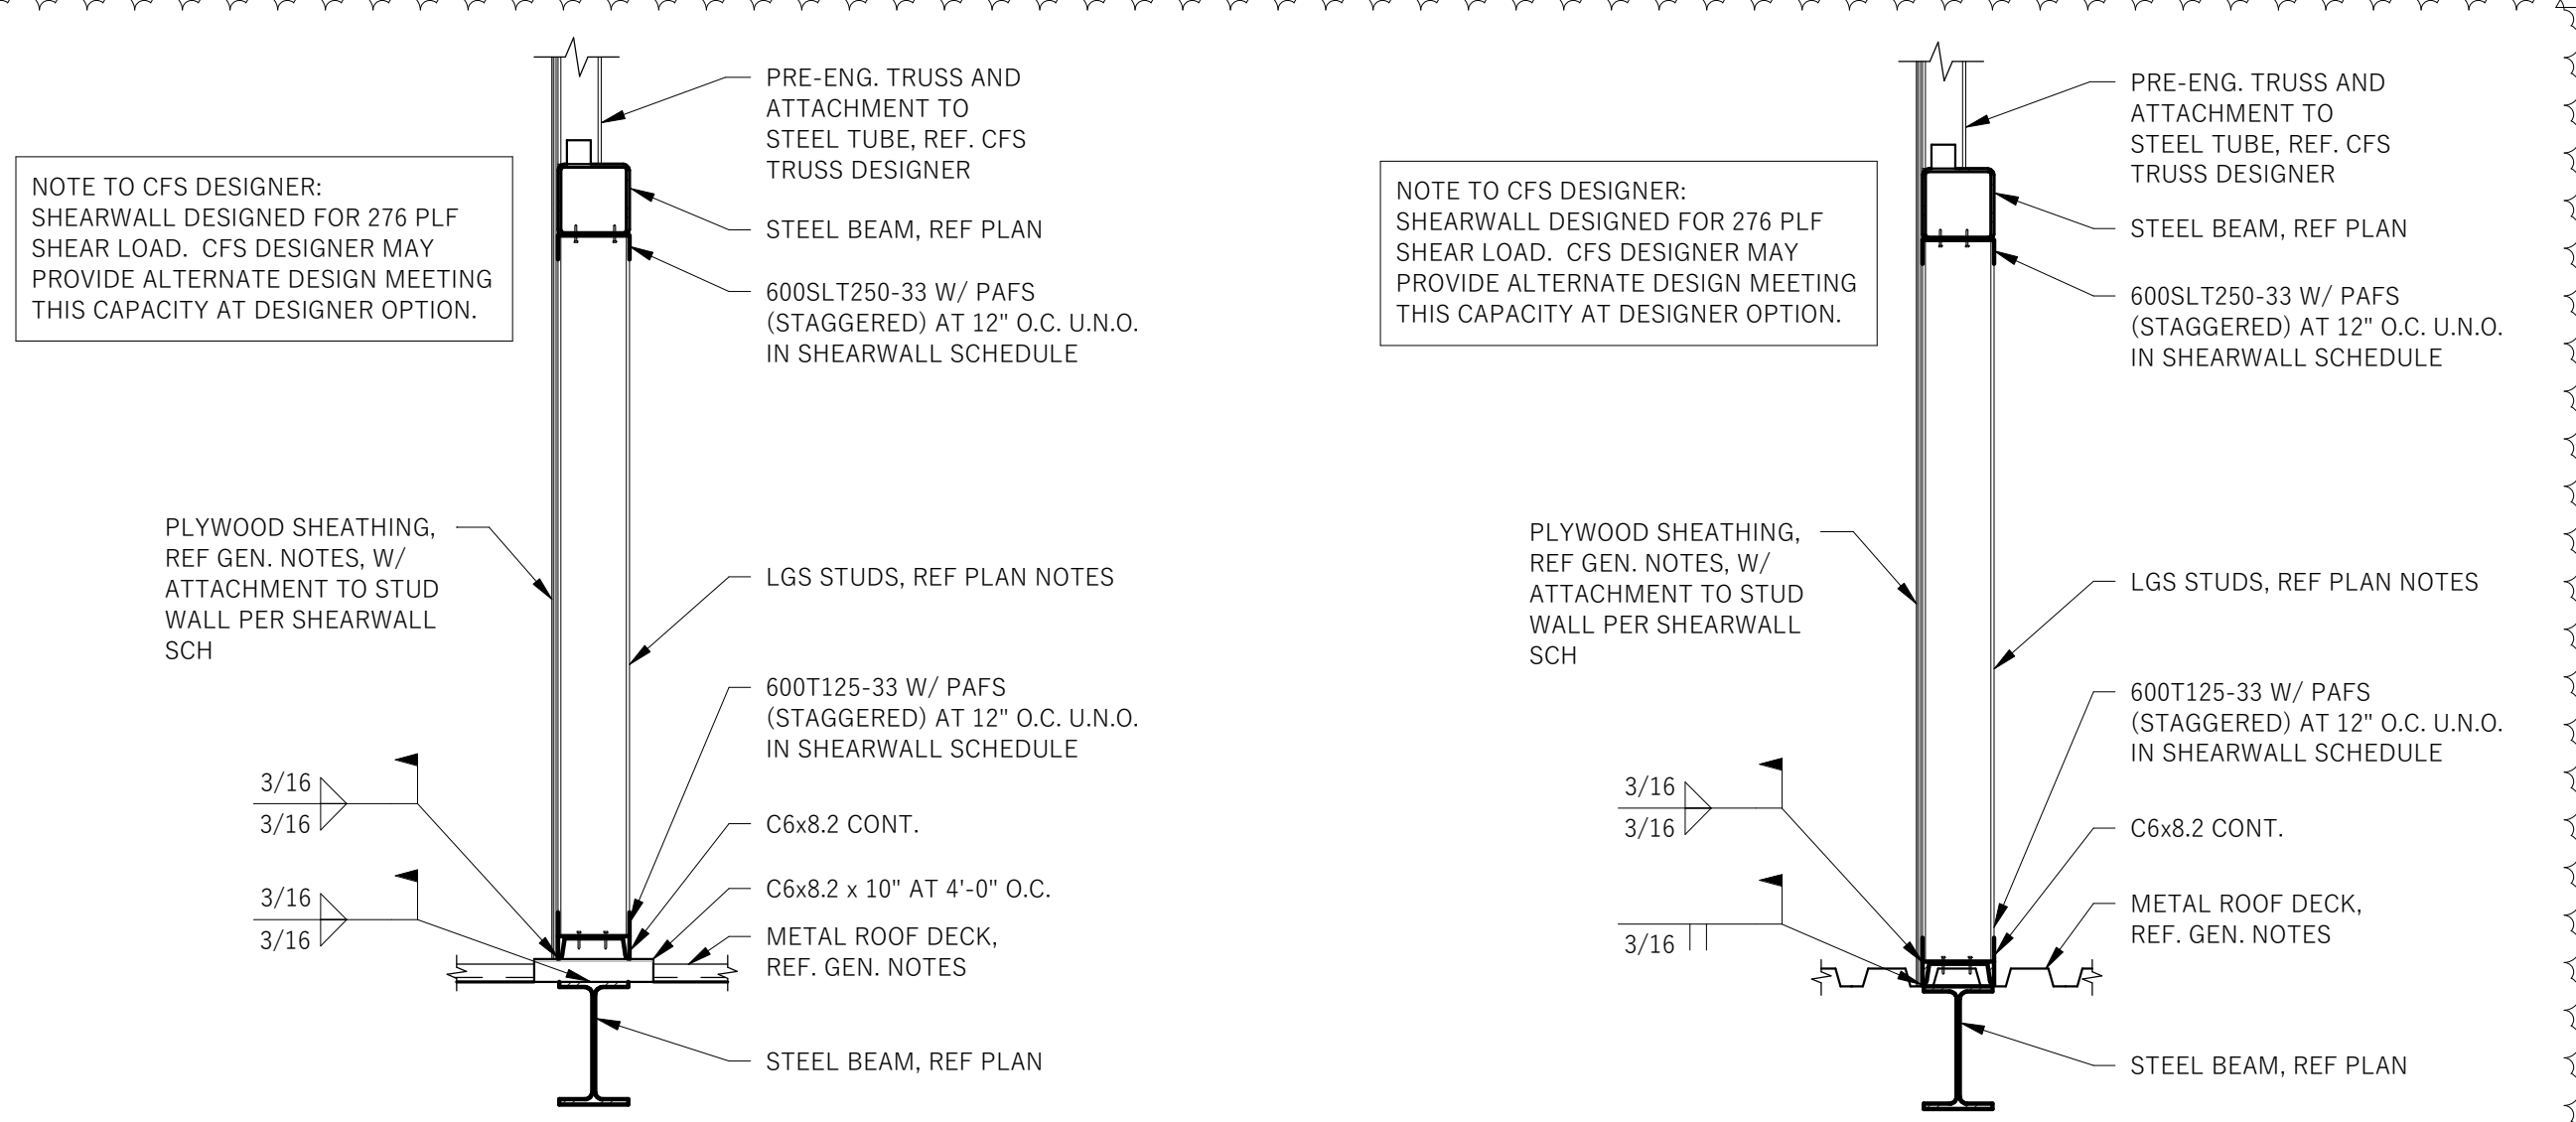 PRE-ENG. TRUSS AND
ATTACHMENT TO
STEEL TUBE, REF. CFS
TRUSS DESIGNER
NOTE TO CFS DESIGNER:
SHEARWALL DESIGNED FOR 276 PLF
SHEAR LOAD. CFS DESIGNER MAY
PROVIDE ALTERNATE DESIGN MEETING
THIS CAPACITY AT DESIGNER OPTION.
STEEL BEAM, REF PLAN
600SLT250-33 W/ PAFS
(STAGGERED) AT 12" O.C. U.N.O.
IN SHEARWALL SCHEDULE
PLYWOOD SHEATHING,
REF GEN. NOTES, W/
ATTACHMENT TO STUD
WALL PER SHEARWALL
SCH
LGS STUDS, REF PLAN NOTES
600T125-33 W/ PAFS
(STAGGERED) AT 12" O.C. U.N.O.
IN SHEARWALL SCHEDULE
3/16
3/16
C6x8.2 CONT.
3/16
3/16
C6x8.2 x 10" AT 4'-0" O.C.
METAL ROOF DECK,
REF. GEN. NOTES
STEEL BEAM, REF PLAN
PRE-ENG. TRUSS AND
ATTACHMENT TO
STEEL TUBE, REF. CFS
TRUSS DESIGNER
NOTE TO CFS DESIGNER:
SHEARWALL DESIGNED FOR 276 PLF
SHEAR LOAD. CFS DESIGNER MAY
PROVIDE ALTERNATE DESIGN MEETING
THIS CAPACITY AT DESIGNER OPTION.
STEEL BEAM, REF PLAN
600SLT250-33 W/ PAFS
(STAGGERED) AT 12" O.C. U.N.O.
IN SHEARWALL SCHEDULE
PLYWOOD SHEATHING,
REF GEN. NOTES, W/
ATTACHMENT TO STUD
WALL PER SHEARWALL
SCH
LGS STUDS, REF PLAN NOTES
600T125-33 W/ PAFS
(STAGGERED) AT 12" O.C. U.N.O.
IN SHEARWALL SCHEDULE
3/16
3/16
C6x8.2 CONT.
3/16
METAL ROOF DECK,
REF. GEN. NOTES
STEEL BEAM, REF PLAN